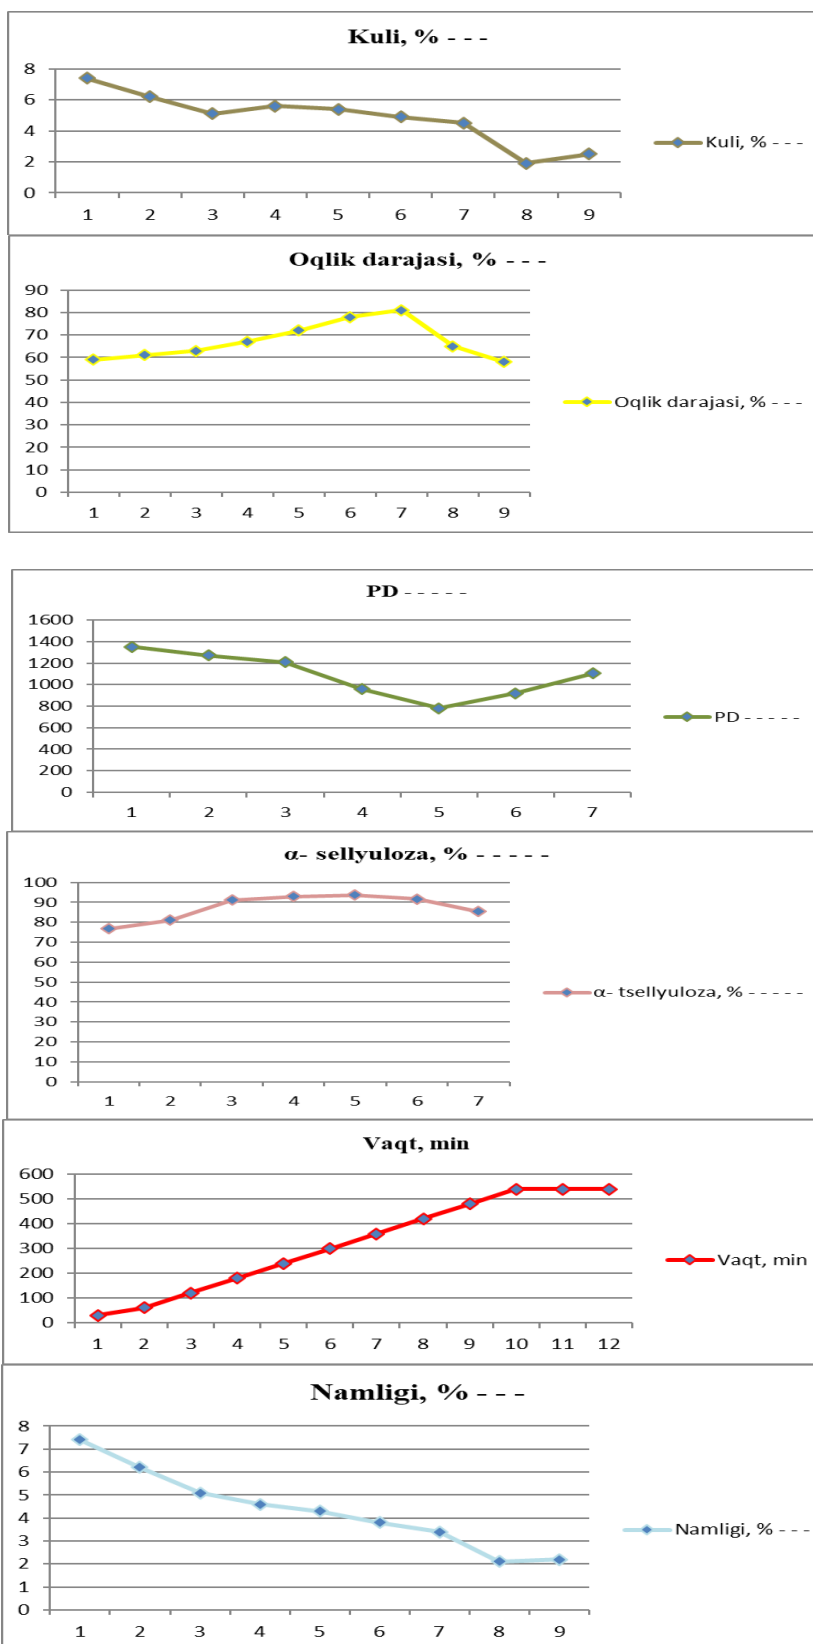 Kuli, % - - -
8
6
4
2
0
1 2 3 4 5 6 7 8 9
Kuli, % - - -
Oqlik darajasi, % - - -
90
80
70
60
50
40
30
20
10
0
1 2 3 4 5 6 7 8 9
Oqlik darajasi, % - - -
PD - - - - -
1600
1400
1200
1000
800
600
400
200
0
1 2 3 4 5 6 7
PD - - - - -
α- sellyuloza, % - - - - -
100
90
80
70
60
50
40
30
20
10
0
1 2 3 4 5 6 7
α- tsellyuloza, % - - - - -
Vaqt, min
600
500
400
300
200
100
0
1 2 3 4 5 6 7 8 9 10 11 12
Vaqt, min
Namligi, % - - -
8
7
6
5
4
3
2
1
0
1 2 3 4 5 6 7 8 9
Namligi, % - - -